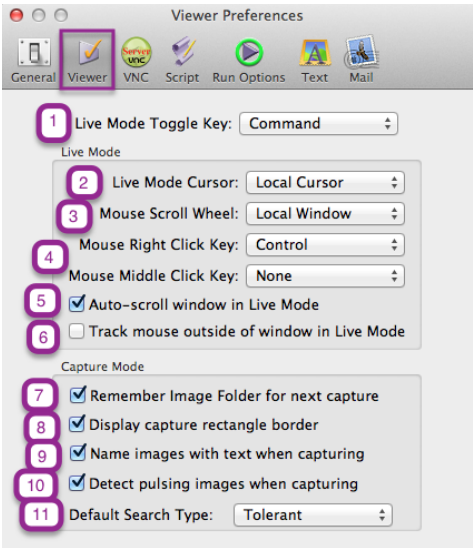 Viewer Preferences
Server
vnc
General Viewer VNC Script Run Options Text Mail
1 Live Mode Toggle Key: Command
Live Mode
2 Live Mode Cursor: Local Cursor
3 Mouse Scroll Wheel: Local Window
4 Mouse Right Click Key: Control
Mouse Middle Click Key: None
5 Auto-scroll window in Live Mode
6 Track mouse outside of window in Live Mode
Capture Mode
7 Remember Image Folder for next capture
8 Display capture rectangle border
9 Name images with text when capturing
10 Detect pulsing images when capturing
11 Default Search Type: Tolerant